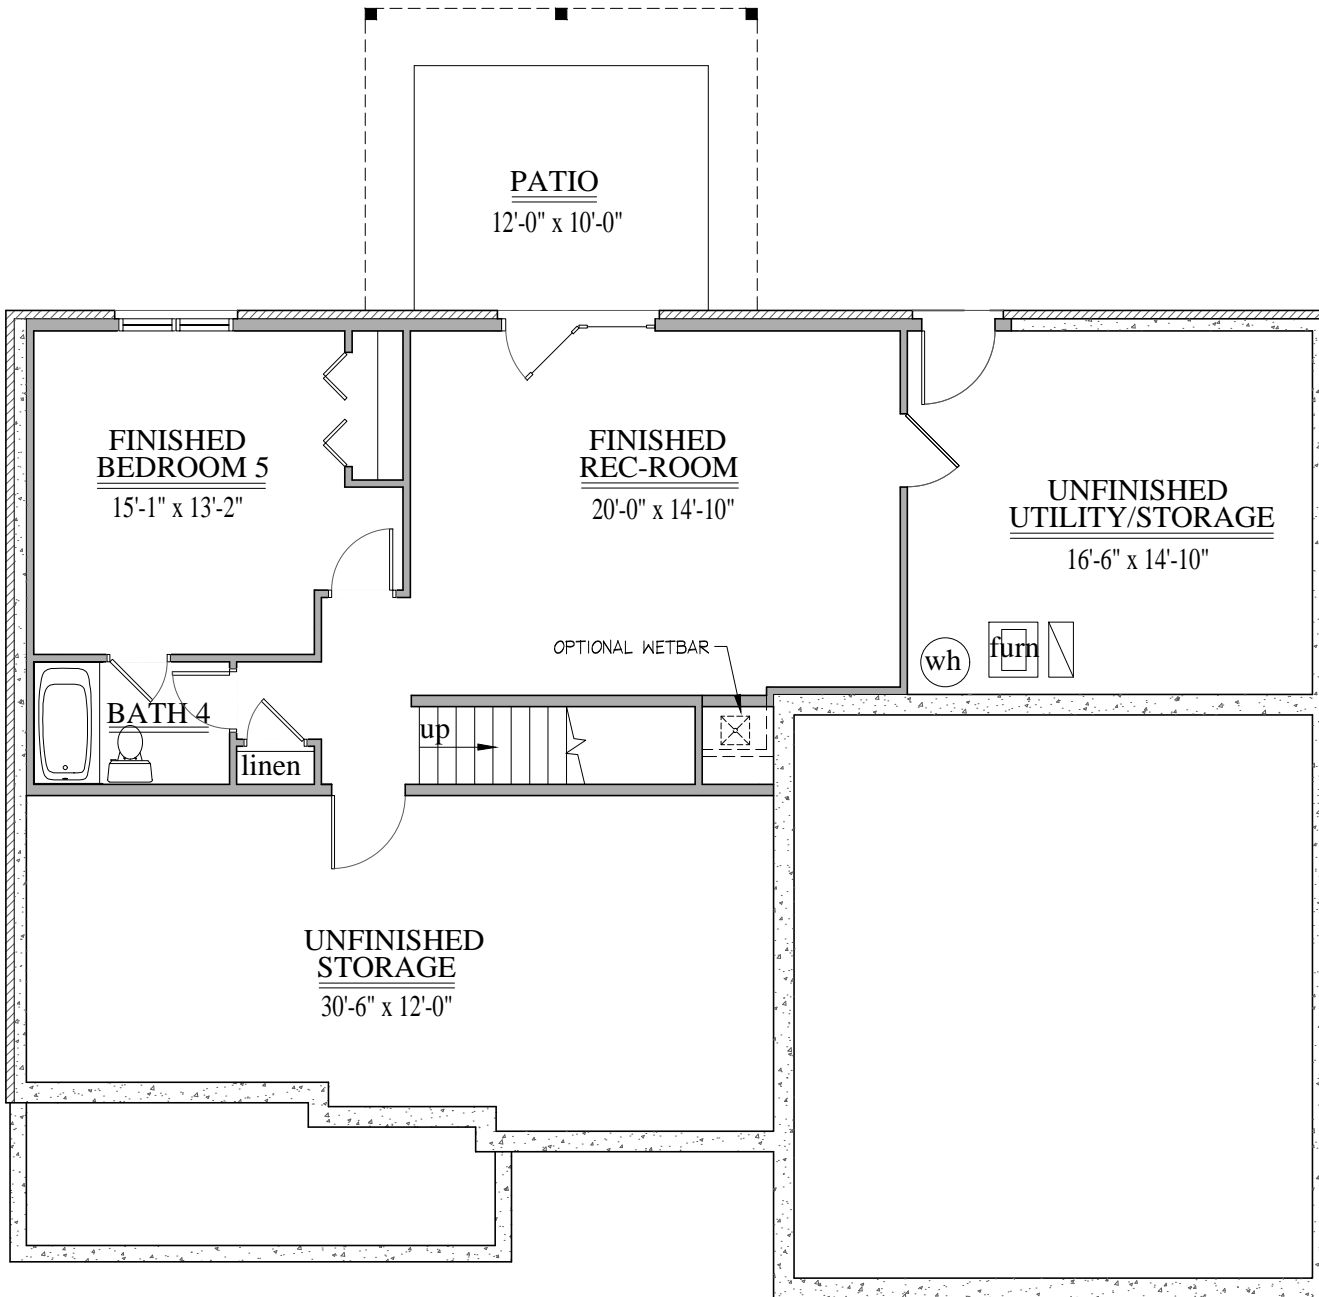 PATIO
12'-0" x 10'-0"
FINISHED
BEDROOM 5
15'-1" x 13'-2"
FINISHED
REC-ROOM
20'-0" x 14'-10"
UNFINISHED
UTILITY/STORAGE
16'-6" x 14'-10"
OPTIONAL WETBAR
wh
furn
BATH 4
up
linen
UNFINISHED
STORAGE
30'-6" x 12'-0"